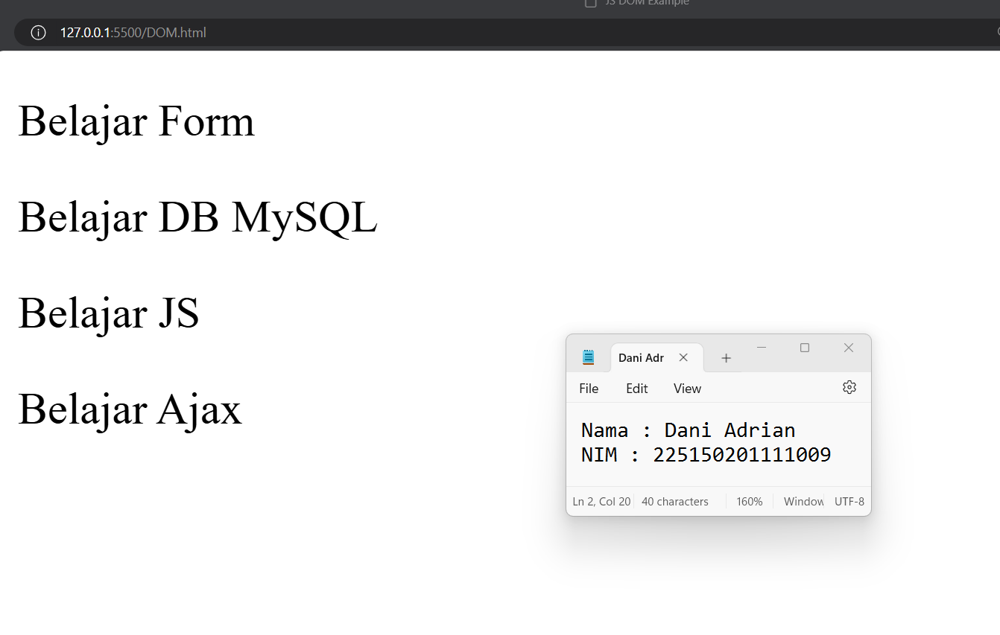 JS DOM Example
127.0.0.1:5500/DOM.html
Belajar Form
Belajar DB MySQL
Belajar JS
Belajar Ajax
Dani Adr
File Edit View
Nama : Dani Adrian
NIM : 225150201111009
Ln 2, Col 20 40 characters 160% Window UTF-8